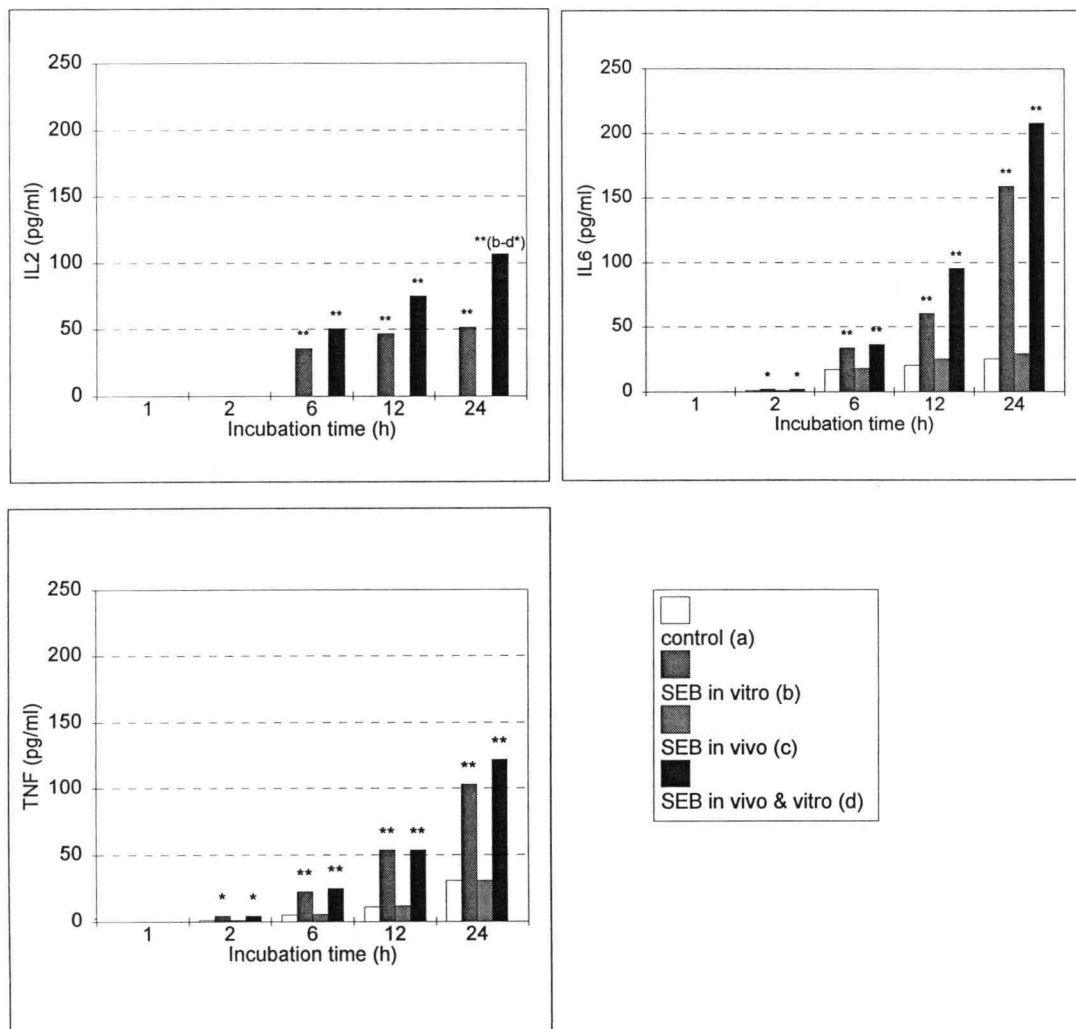 250
200
150
100
50
0
IL2 (pg/ml)
**
**
**
**
**
**(b-d*)
1 2 6 12 24
Incubation time (h)
250
200
150
100
50
0
IL6 (pg/ml)
*
*
**
**
**
**
**
**
1 2 6 12 24
Incubation time (h)
250
200
150
100
50
0
TNF (pg/ml)
*
*
**
**
**
**
**
**
1 2 6 12 24
Incubation time (h)
control (a)
SEB in vitro (b)
SEB in vivo (c)
SEB in vivo & vitro (d)